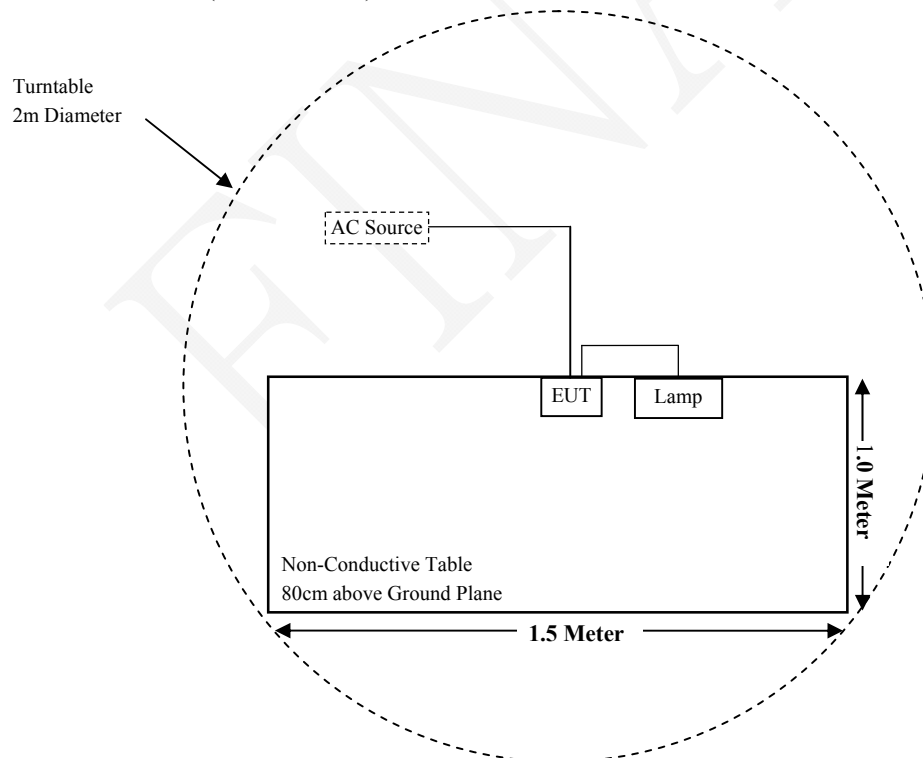 Turntable
2m Diameter
AC Source
EUT
Lamp
1.0 Meter
Non-Conductive Table
80cm above Ground Plane
1.5 Meter